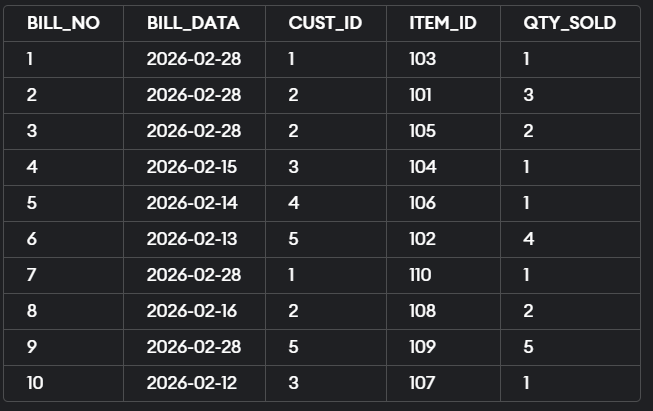 BILL_NO BILL_DATA CUST_ID ITEM_ID QTY_SOLD
1 2026-02-28 1 103 1
2 2026-02-28 2 101 3
3 2026-02-28 2 105 2
4 2026-02-15 3 104 1
5 2026-02-14 4 106 1
6 2026-02-13 5 102 4
7 2026-02-28 1 110 1
8 2026-02-16 2 108 2
9 2026-02-28 5 109 5
10 2026-02-12 3 107 1